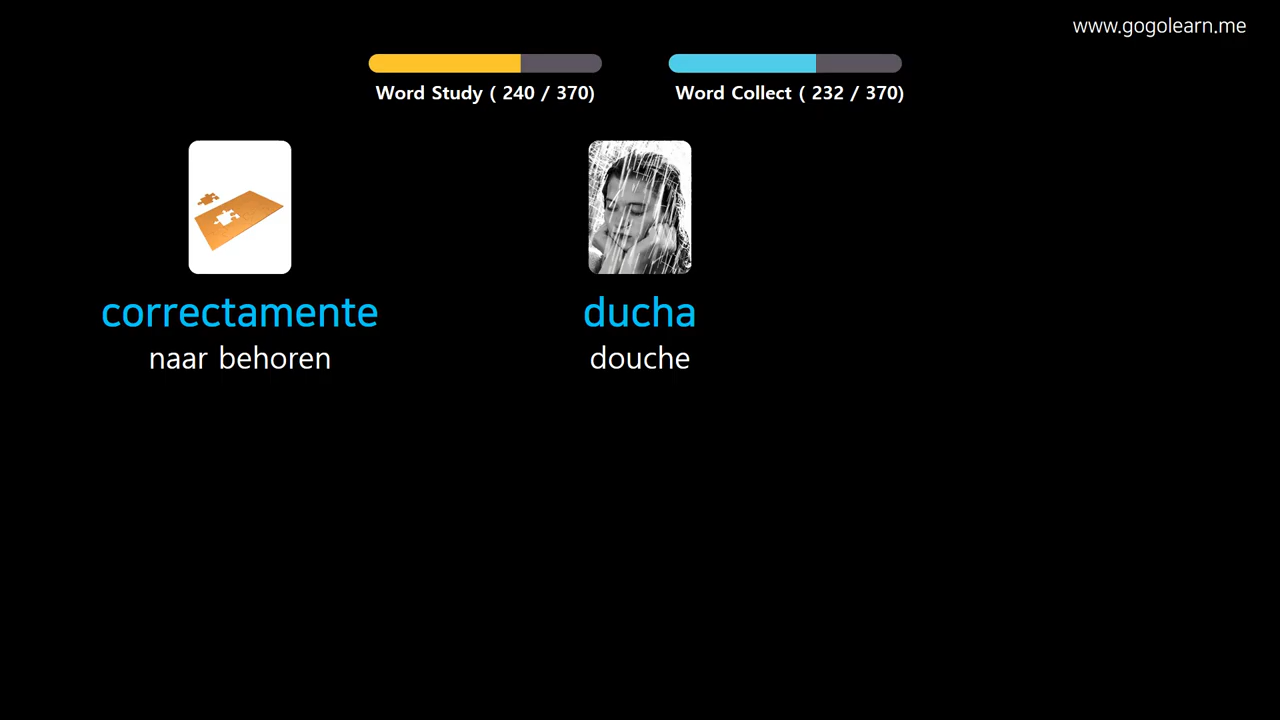 www.gogolearn.me
Word Study ( 240 / 370)
Word Collect ( 232 / 370)
correctamente
naar behoren
ducha
douche